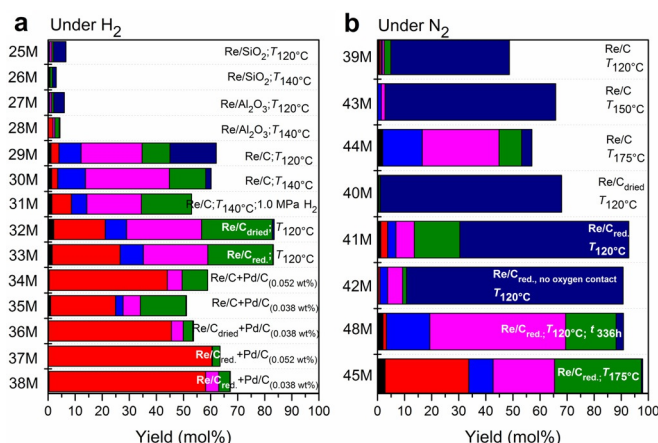 a Under H2
25M Re/SiO2;T120°C
26M Re/SiO2;T140°C
27M Re/Al2O3;T120°C
28M Re/Al2O3;T140°C
29M Re/C;T120°C
30M Re/C;T140°C
31M Re/C;T140°C;1.0 MPa H2
32M Re/Cdried; T120°C
33M Re/Cred.; T120°C
34M Re/C+Pd/C(0.052 wt%)
35M Re/C+Pd/C(0.038 wt%)
36M Re/Cdried+Pd/C(0.038 wt%)
37M Re/Cred.+Pd/C(0.052 wt%)
38M Re/Cred.+Pd/C(0.038 wt%)
0 10 20 30 40 50 60 70 80 90 100
Yield (mol%)
b Under N2
39M Re/C
T120°C
43M Re/C
T150°C
44M Re/C
T175°C
40M Re/Cdried
T120°C
41M Re/Cred.
T120°C
42M Re/Cred., no oxygen contact
T120°C
48M Re/Cred.;T120°C; t 336h
45M Re/Cred.;T175°C
0 10 20 30 40 50 60 70 80 90 100
Yield (mol%)